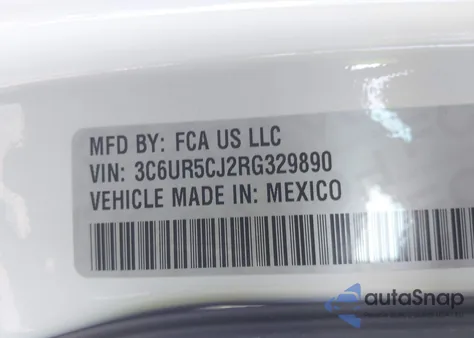 MFD BY: FCA US LLC
VIN: 3C6UR5CJ2RG329890
VEHICLE MADE IN: MEXICO
autoSnap